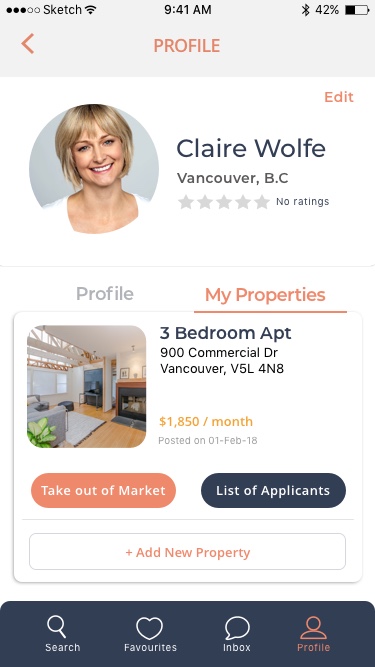 Sketch 9:41 AM 42%
PROFILE
Edit
Claire Wolfe
Vancouver, B.C
No ratings
Profile My Properties
3 Bedroom Apt
900 Commercial Dr
Vancouver, V5L 4N8
$1,850 / month
Posted on 01-Feb-18
Take out of Market List of Applicants
+ Add New Property
Search Favourites Inbox Profile